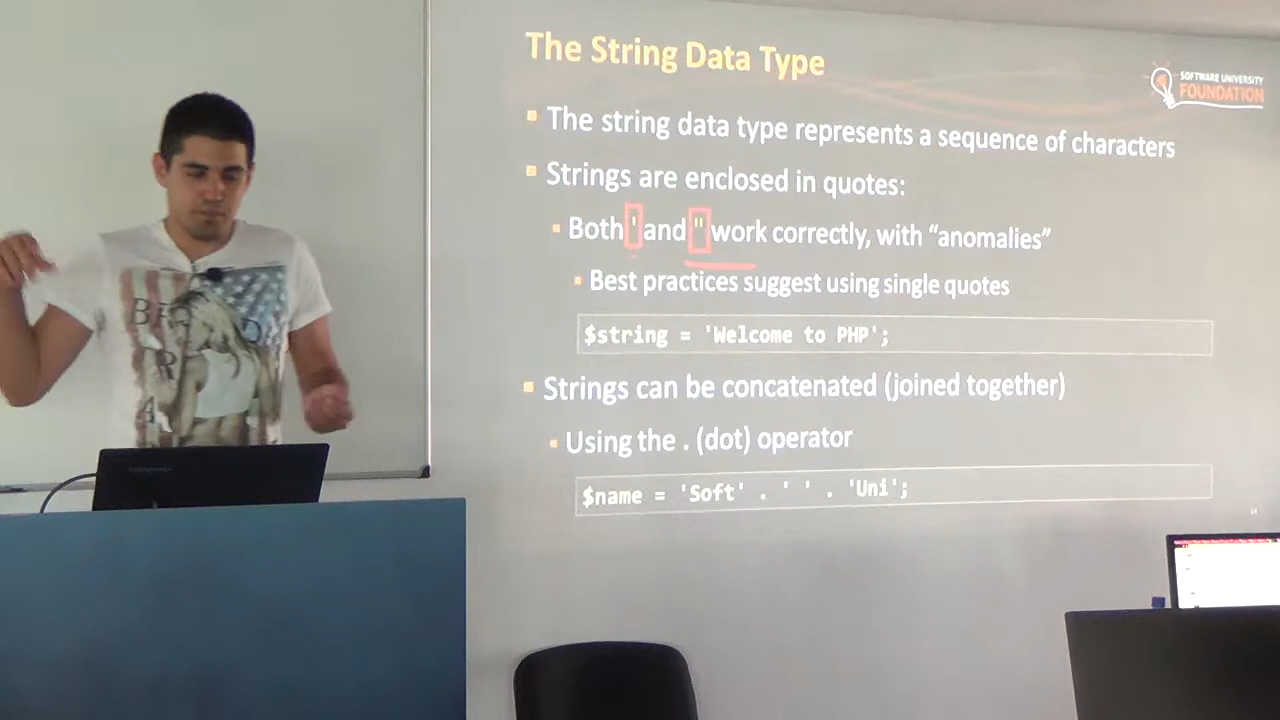 The String Data Type
SOFTWARE UNIVERSITY
FOUNDATION
▪ The string data type represents a sequence of characters
▪ Strings are enclosed in quotes:
▪ Both ' and " work correctly, with “anomalies”
▪ Best practices suggest using single quotes
$string = 'Welcome to PHP';
▪ Strings can be concatenated (joined together)
▪ Using the . (dot) operator
$name = 'Soft' . ' ' . 'Uni';
14